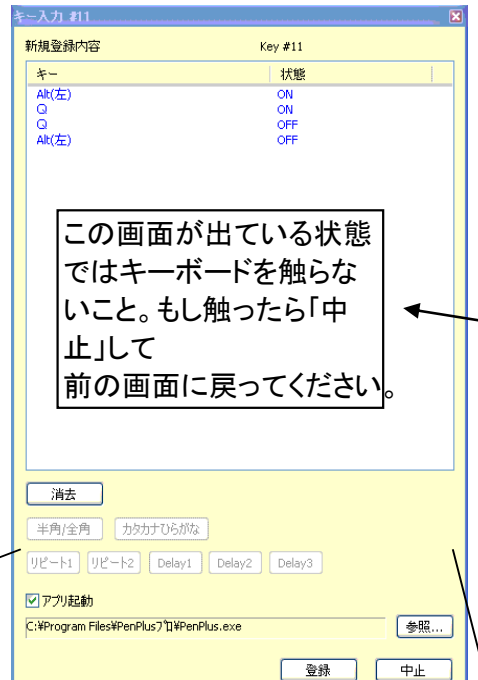 キー入力 #11
新規登録内容 Key #11
キー 状態
Alt(左) ON
Q ON
Q OFF
Alt(左) OFF
この画面が出ている状態
ではキーボードを触らな
いこと。もし触ったら「中
止」して
前の画面に戻ってください。
消去
半角/全角 カタカナひらがな
リピート1 リピート2 Delay1 Delay2 Delay3
アプリ起動
C:¥Program Files¥PenPlusプロ¥PenPlus.exe 参照...
登録 中止